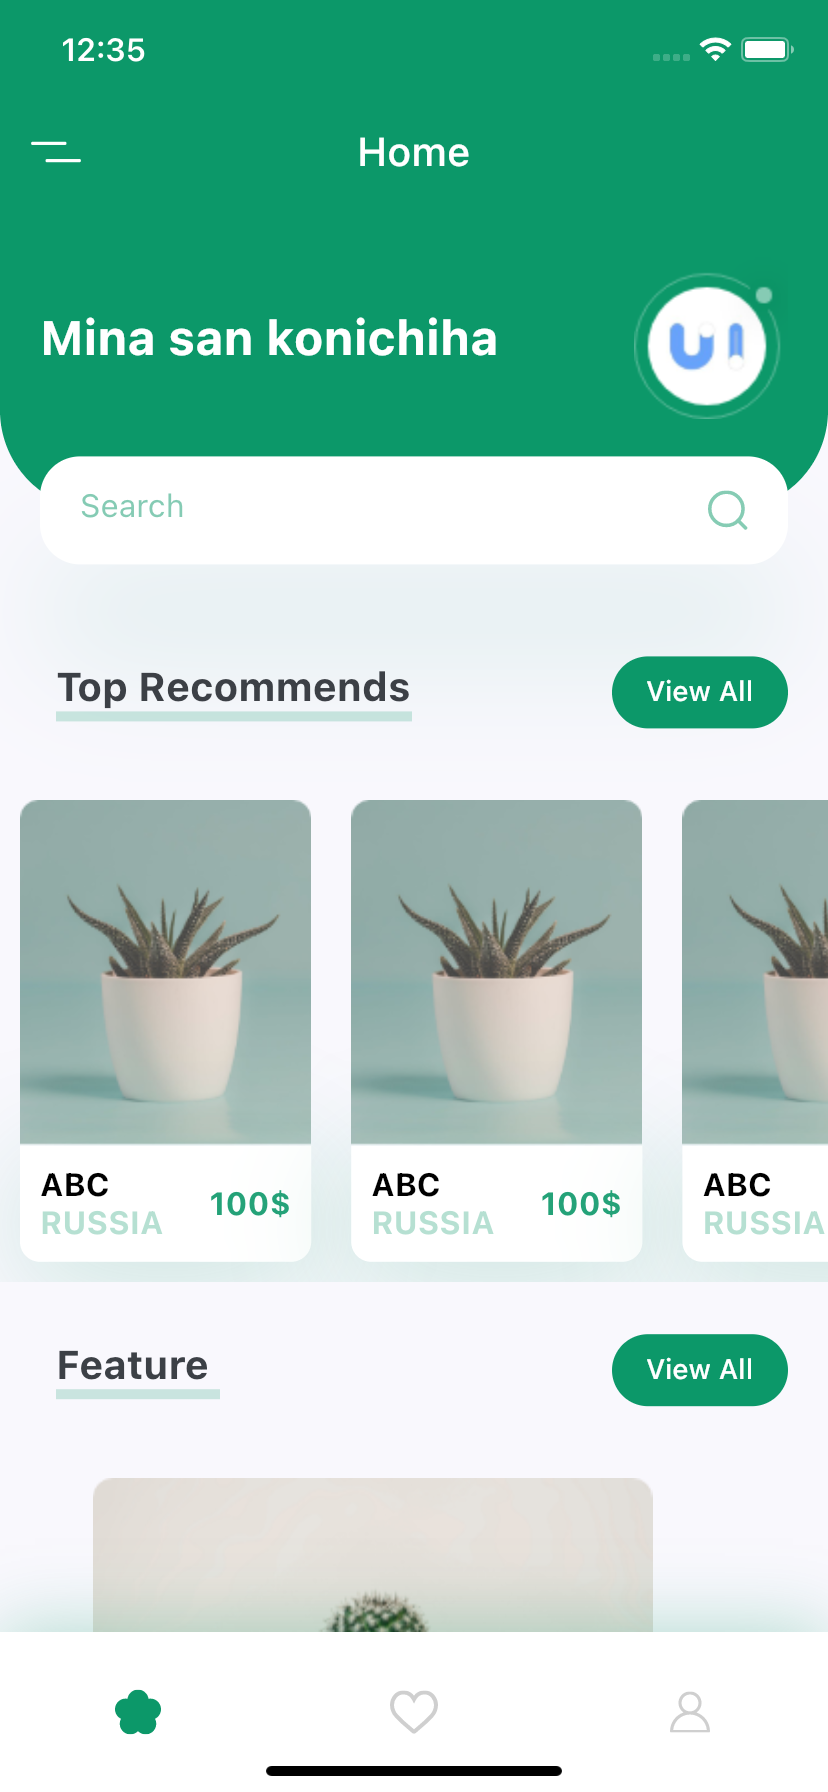 12:35
Home
Mina san konichiha
UI
Search
Top Recommends
View All
ABC
RUSSIA
100$
ABC
RUSSIA
100$
ABC
RUSSIA
Feature
View All